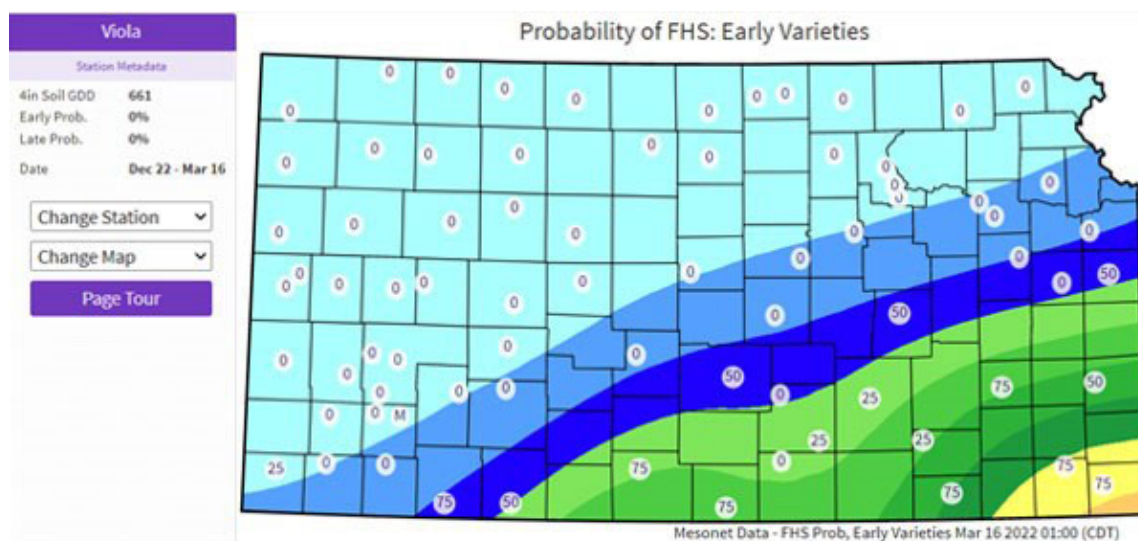 Viola
Station Metadata
4in Soil GDD 661
Early Prob. 0%
Late Prob. 0%
Date Dec 22 - Mar 16
Change Station
Change Map
Page Tour
Probability of FHS: Early Varieties
0 0 0 0 0 0 0 0 0 0 0
0 0 0 0 0 0 0 0 0 0 0
0 0 0 0 0 0 0 0 0
0 0 0 0 0 0 0 0 0 0 0 50
0 50
0 0 0 0 0 0 50
0 0 0 0 25 75 50
0 0 M
25 0 0 75 0 25 25 75
75 50 75 75 75
Mesonet Data - FHS Prob, Early Varieties Mar 16 2022 01:00 (CDT)